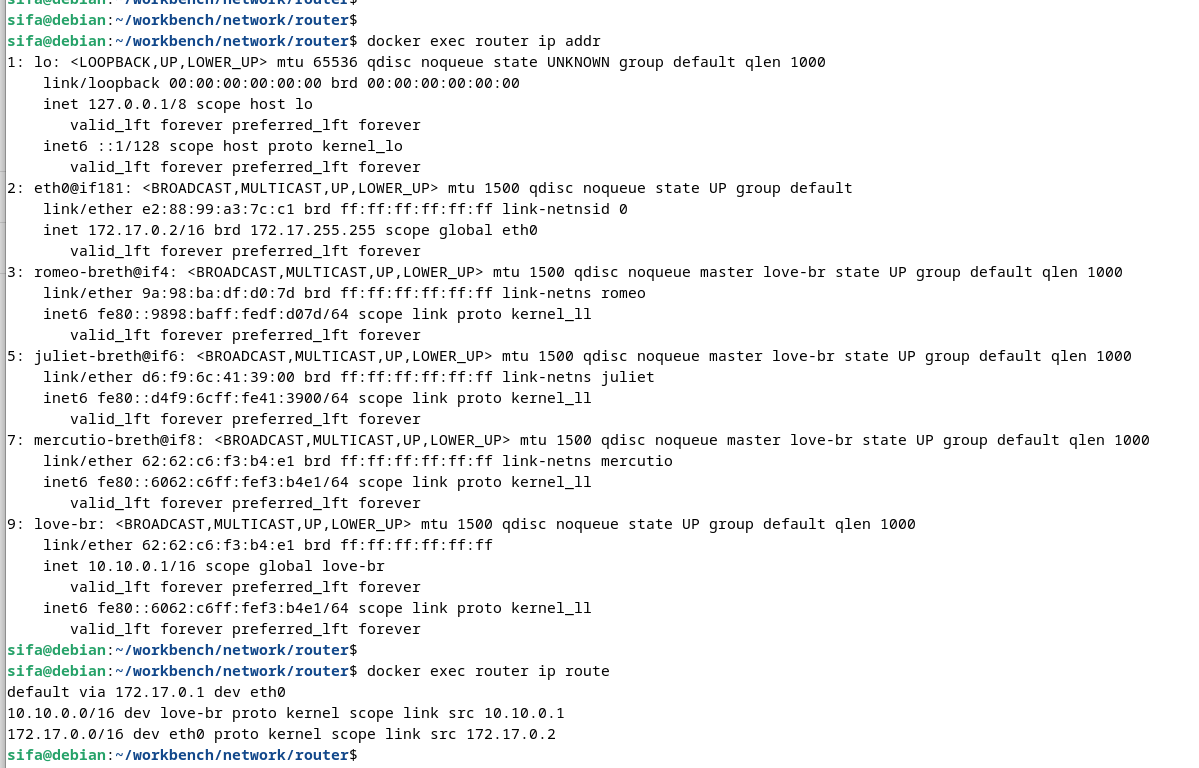 sifa@debian:~/workbench/network/router$
sifa@debian:~/workbench/network/router$
sifa@debian:~/workbench/network/router$ docker exec router ip addr
1: lo: <LOOPBACK,UP,LOWER_UP> mtu 65536 qdisc noqueue state UNKNOWN group default qlen 1000
    link/loopback 00:00:00:00:00:00 brd 00:00:00:00:00:00
    inet 127.0.0.1/8 scope host lo
       valid_lft forever preferred_lft forever
    inet6 ::1/128 scope host proto kernel_lo
       valid_lft forever preferred_lft forever
2: eth0@if181: <BROADCAST,MULTICAST,UP,LOWER_UP> mtu 1500 qdisc noqueue state UP group default
    link/ether e2:88:99:a3:7c:c1 brd ff:ff:ff:ff:ff:ff link-netnsid 0
    inet 172.17.0.2/16 brd 172.17.255.255 scope global eth0
       valid_lft forever preferred_lft forever
3: romeo-breth@if4: <BROADCAST,MULTICAST,UP,LOWER_UP> mtu 1500 qdisc noqueue master love-br state UP group default qlen 1000
    link/ether 9a:98:ba:df:d0:7d brd ff:ff:ff:ff:ff:ff link-netns romeo
    inet6 fe80::9898:baff:fedf:d07d/64 scope link proto kernel_ll
       valid_lft forever preferred_lft forever
5: juliet-breth@if6: <BROADCAST,MULTICAST,UP,LOWER_UP> mtu 1500 qdisc noqueue master love-br state UP group default qlen 1000
    link/ether d6:f9:6c:41:39:00 brd ff:ff:ff:ff:ff:ff link-netns juliet
    inet6 fe80::d4f9:6cff:fe41:3900/64 scope link proto kernel_ll
       valid_lft forever preferred_lft forever
7: mercutio-breth@if8: <BROADCAST,MULTICAST,UP,LOWER_UP> mtu 1500 qdisc noqueue master love-br state UP group default qlen 1000
    link/ether 62:62:c6:f3:b4:e1 brd ff:ff:ff:ff:ff:ff link-netns mercutio
    inet6 fe80::6062:c6ff:fef3:b4e1/64 scope link proto kernel_ll
       valid_lft forever preferred_lft forever
9: love-br: <BROADCAST,MULTICAST,UP,LOWER_UP> mtu 1500 qdisc noqueue state UP group default qlen 1000
    link/ether 62:62:c6:f3:b4:e1 brd ff:ff:ff:ff:ff:ff
    inet 10.10.0.1/16 scope global love-br
       valid_lft forever preferred_lft forever
    inet6 fe80::6062:c6ff:fef3:b4e1/64 scope link proto kernel_ll
       valid_lft forever preferred_lft forever
sifa@debian:~/workbench/network/router$
sifa@debian:~/workbench/network/router$ docker exec router ip route
default via 172.17.0.1 dev eth0
10.10.0.0/16 dev love-br proto kernel scope link src 10.10.0.1
172.17.0.0/16 dev eth0 proto kernel scope link src 172.17.0.2
sifa@debian:~/workbench/network/router$